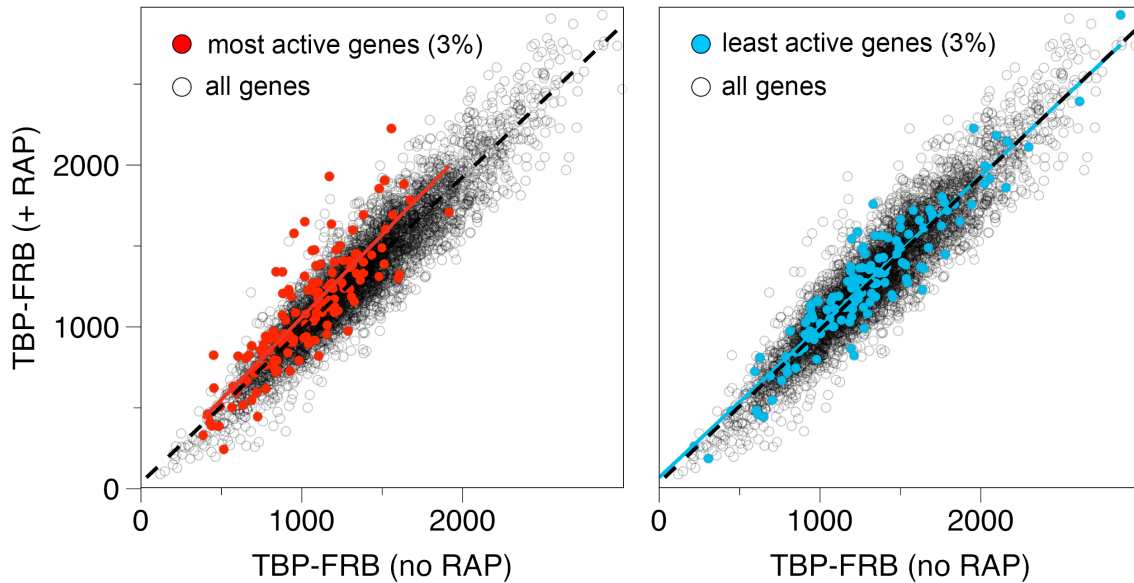 most active genes (3%)
all genes
least active genes (3%)
all genes
TBP-FRB (+ RAP)
2000
1000
0
0
1000
2000
0
1000
2000
TBP-FRB (no RAP)
TBP-FRB (no RAP)